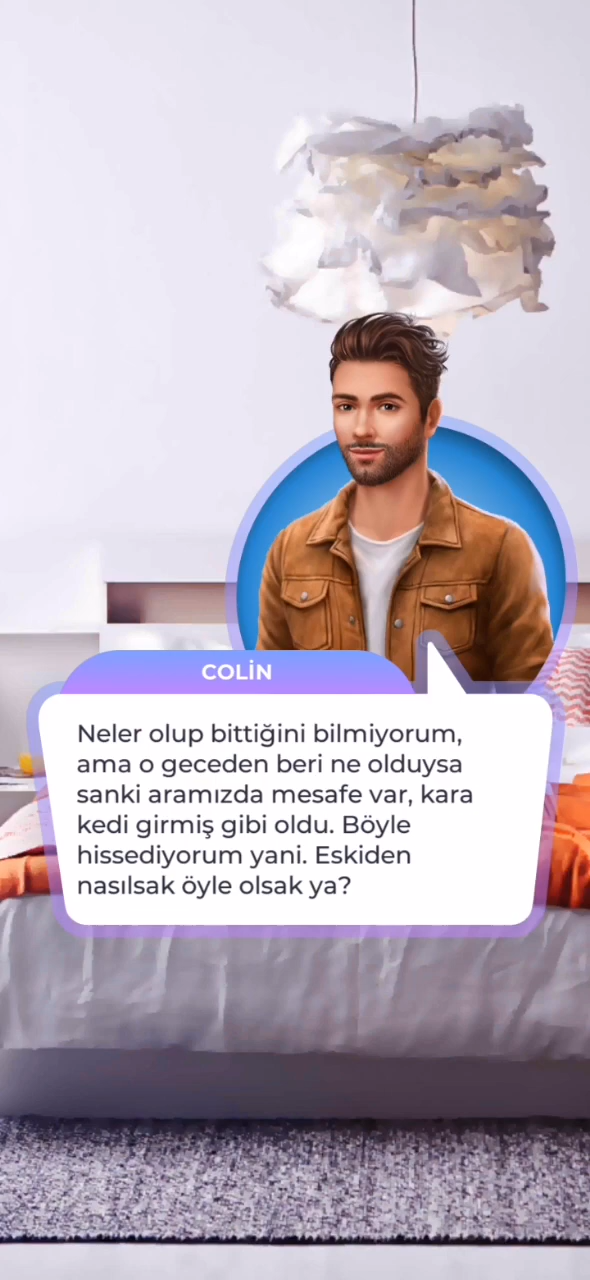 COLİN
Neler olup bittiğini bilmiyorum,
ama o geceden beri ne olduysa
sanki aramızda mesafe var, kara
kedi girmiş gibi oldu. Böyle
hissediyorum yani. Eskiden
nasılsak öyle olsak ya?